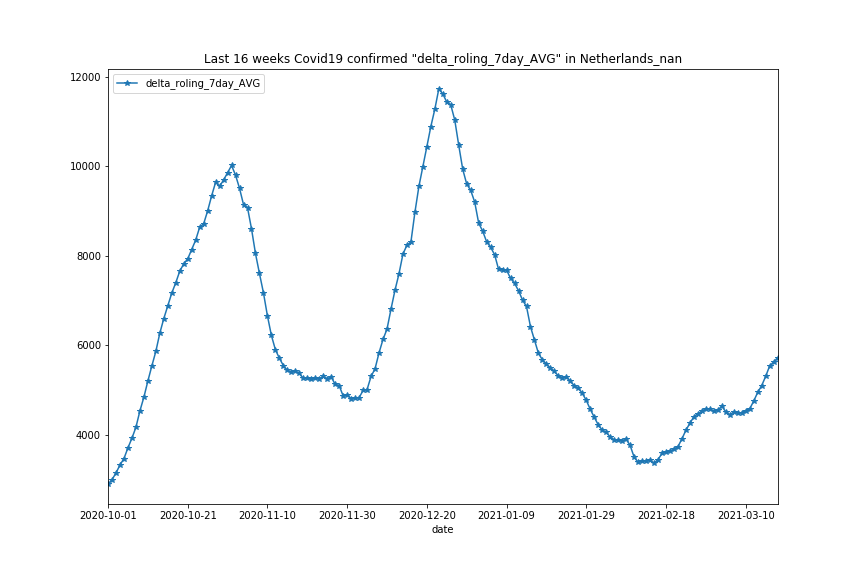 Last 16 weeks Covid19 confirmed "delta_roling_7day_AVG" in Netherlands_nan
delta_roling_7day_AVG
12000
10000
8000
6000
4000
2020-10-01 2020-10-21 2020-11-10 2020-11-30 2020-12-20 2021-01-09 2021-01-29 2021-02-18 2021-03-10
date